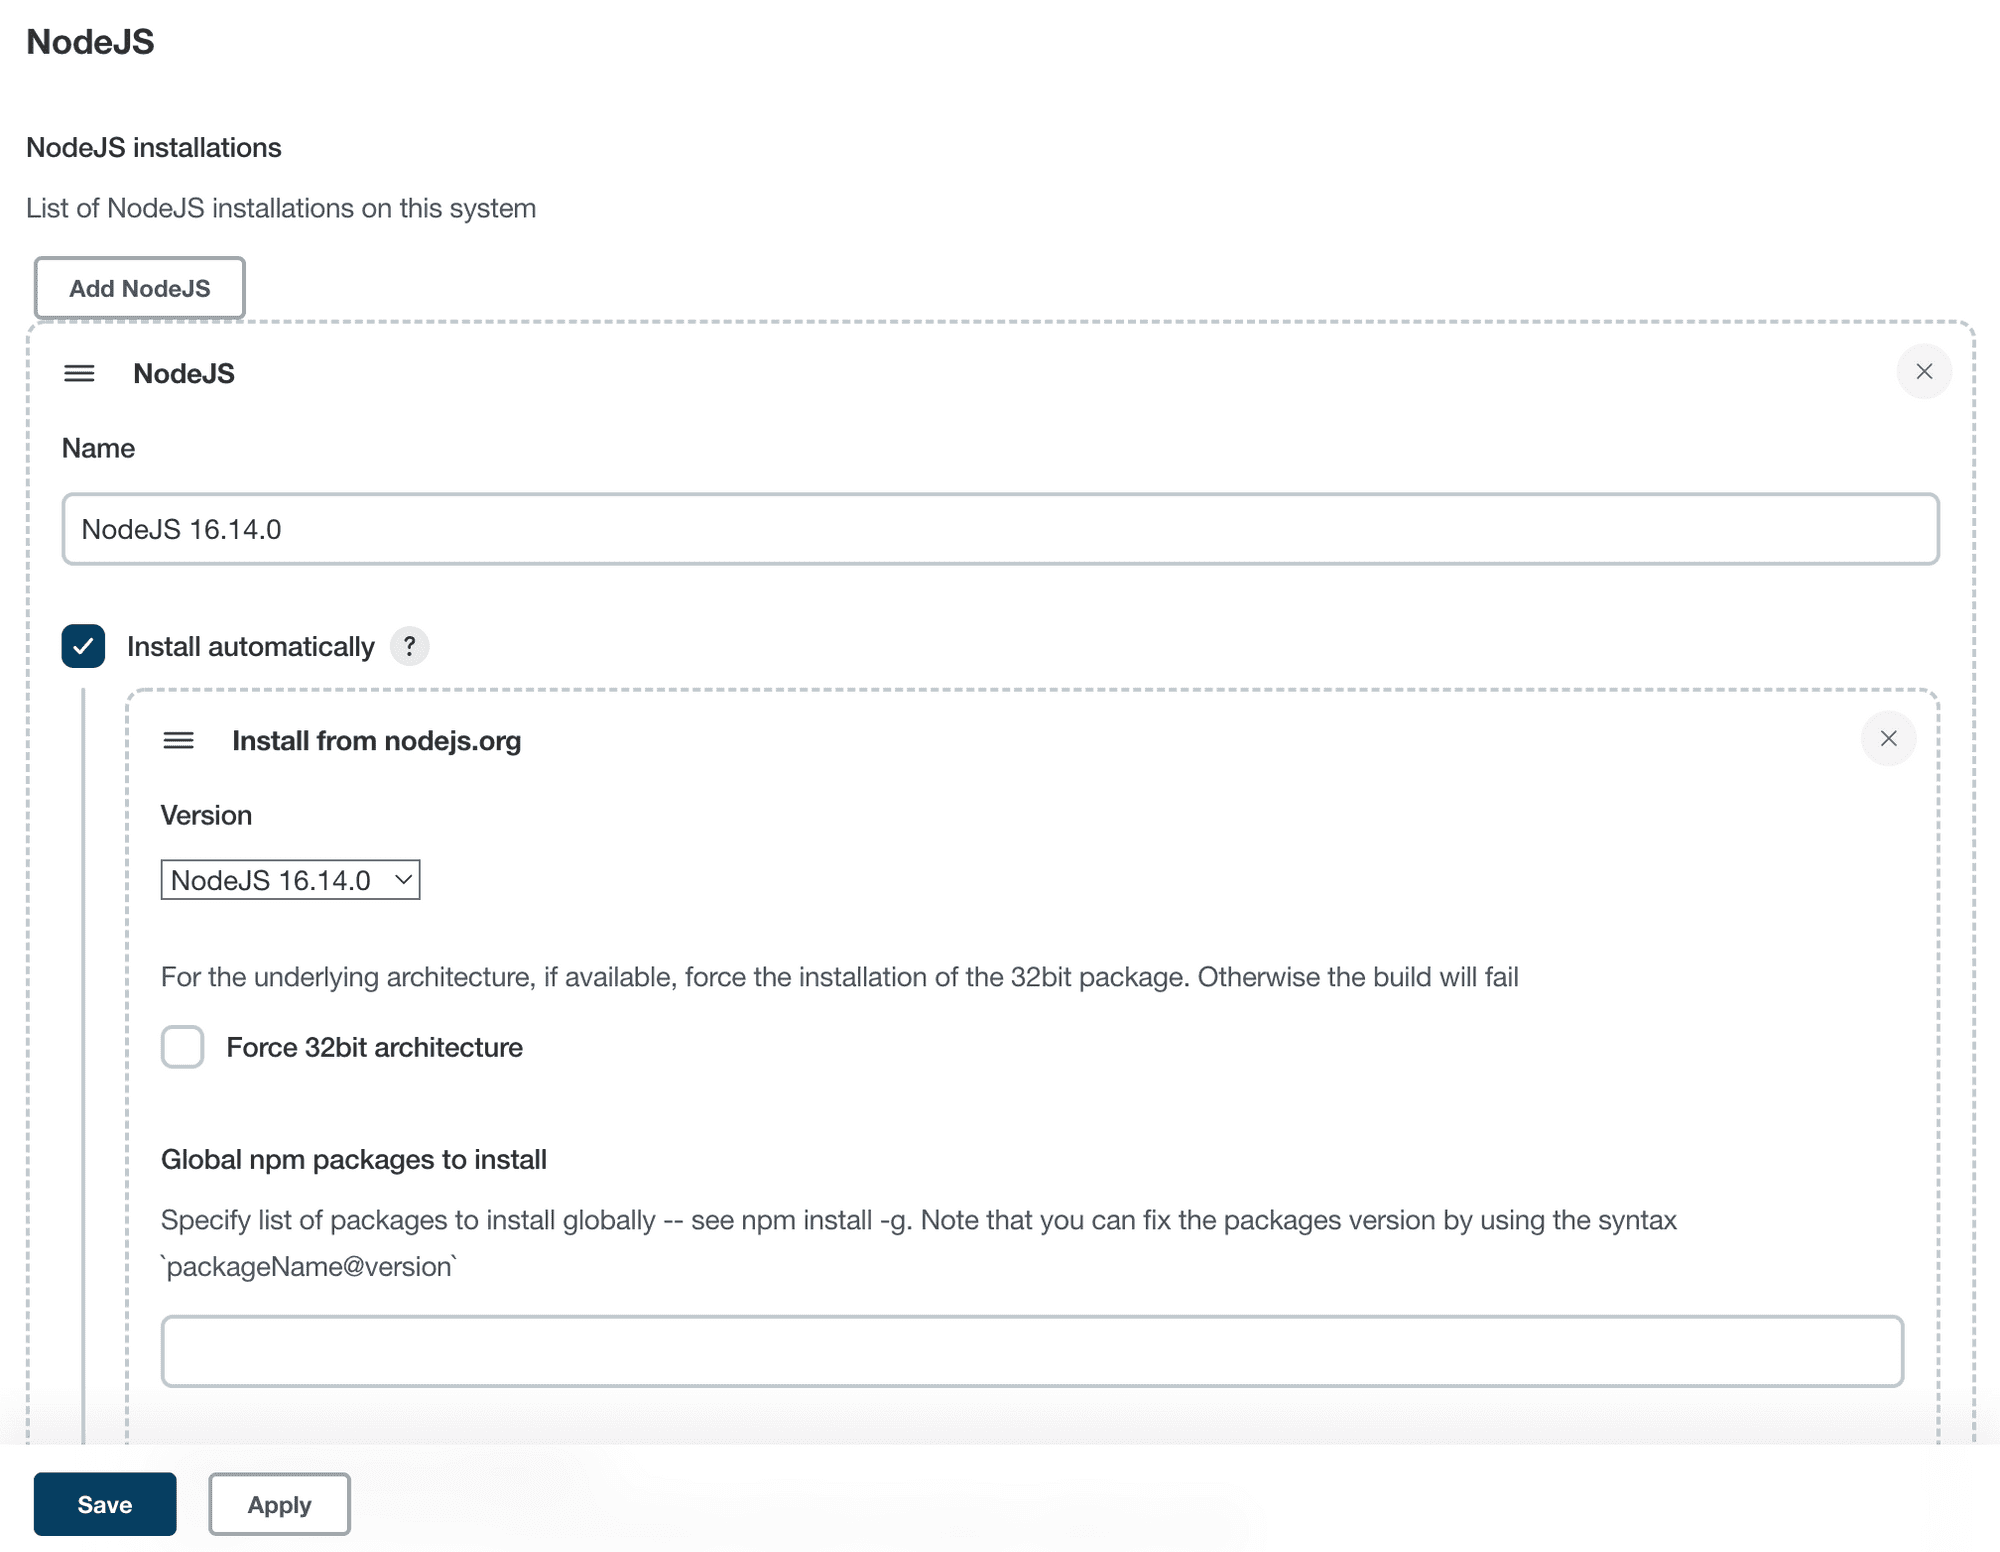 NodeJS
NodeJS installations
List of NodeJS installations on this system
Add NodeJS
NodeJS
Name
NodeJS 16.14.0
Install automatically ?
Install from nodejs.org
Version
NodeJS 16.14.0
For the underlying architecture, if available, force the installation of the 32bit package. Otherwise the build will fail
Force 32bit architecture
Global npm packages to install
Specify list of packages to install globally -- see npm install -g. Note that you can fix the packages version by using the syntax
`packageName@version`
Save Apply